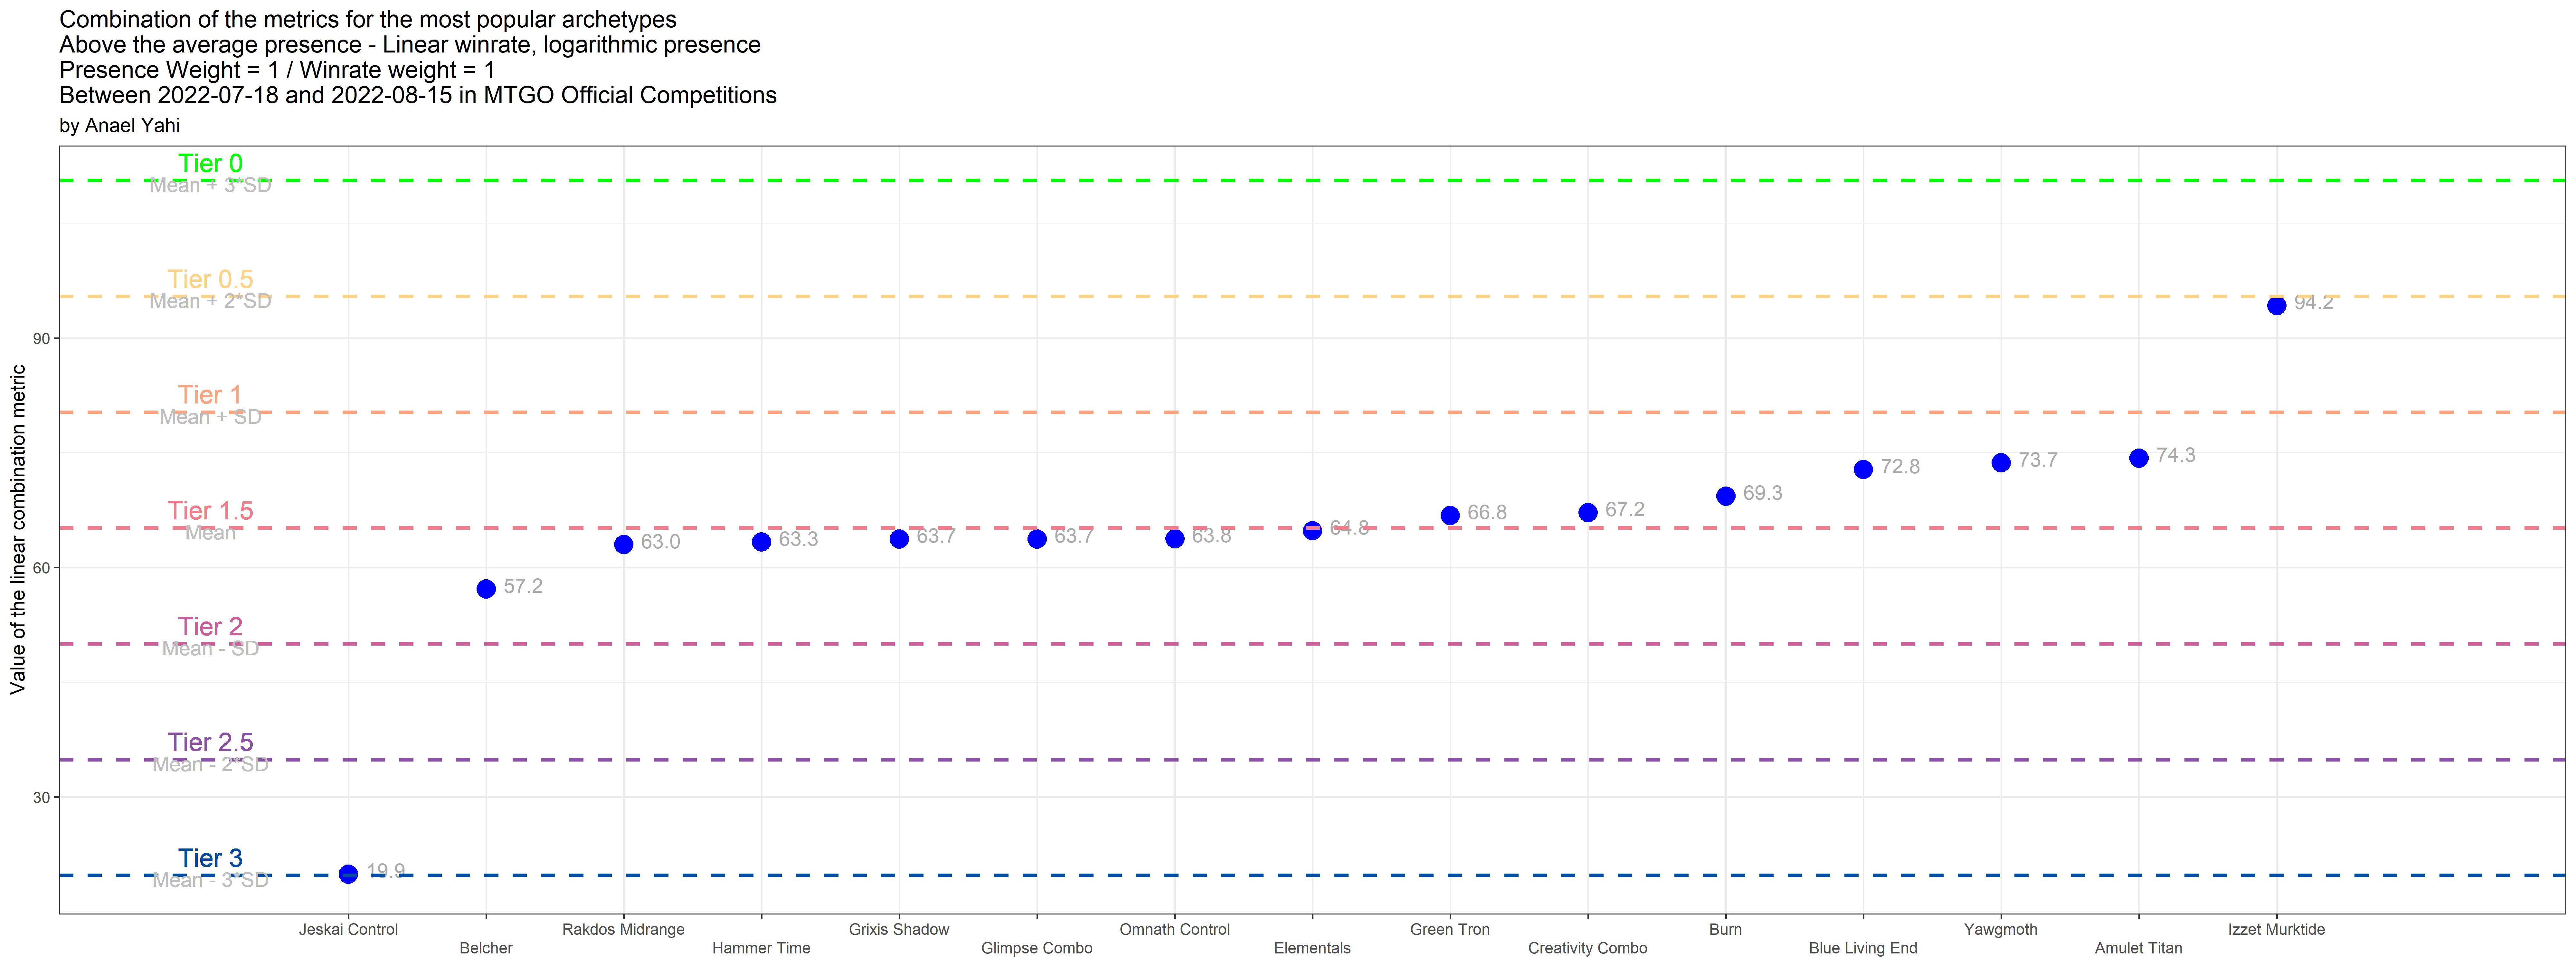 Combination of the metrics for the most popular archetypes
Above the average presence - Linear winrate, logarithmic presence
Presence Weight = 1 / Winrate weight = 1
Between 2022-07-18 and 2022-08-15 in MTGO Official Competitions
by Anael Yahi
Value of the linear combination metric
Tier 0
Mean + 3*SD
Tier 0.5
Mean + 2*SD
94.2
90
Tier 1
Mean + SD
74.3
73.7
72.8
69.3
67.2
66.8
Tier 1.5
Mean
64.8
63.8
63.7
63.7
63.3
63.0
60
57.2
Tier 2
Mean - SD
Tier 2.5
Mean - 2*SD
30
Tier 3
Mean - 3*SD
19.9
Jeskai Control
Belcher
Rakdos Midrange
Hammer Time
Grixis Shadow
Glimpse Combo
Omnath Control
Elementals
Green Tron
Creativity Combo
Burn
Blue Living End
Yawgmoth
Amulet Titan
Izzet Murktide